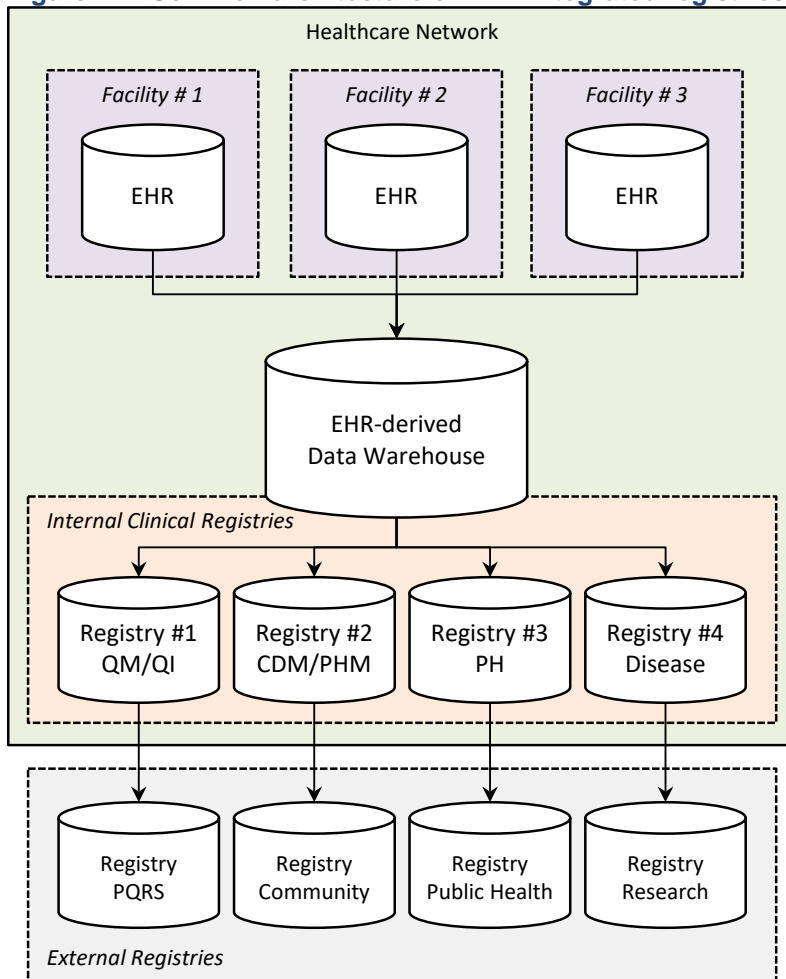 Healthcare Network
Facility # 1
Facility # 2
Facility # 3
EHR
EHR
EHR
EHR-derived
Data Warehouse
Internal Clinical Registries
Registry #1
QM/QI
Registry #2
CDM/PHM
Registry #3
PH
Registry #4
Disease
Registry
PQRS
Registry
Community
Registry
Public Health
Registry
Research
External Registries